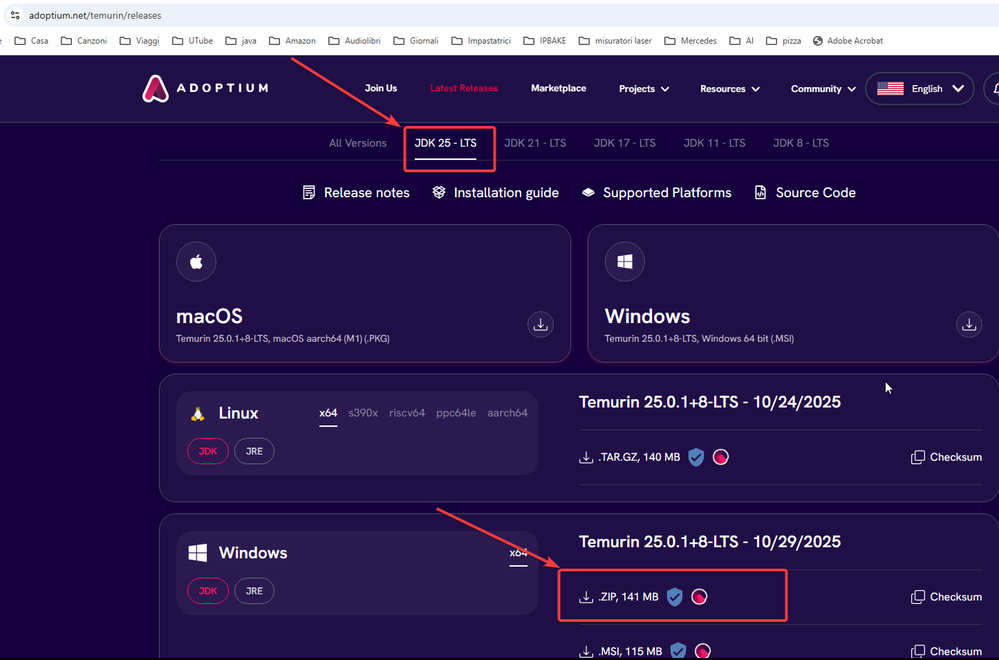 adoptium.net/temurin/releases
Casa Canzoni Viaggi UTube java Amazon Audiolibri Giornali Impastatrici IPBAKE misuratori laser Mercedes AI pizza Adobe Acrobat
ADOPTIUM Join Us Latest Releases Marketplace Projects Resources Community English
All Versions JDK 25 - LTS JDK 21 - LTS JDK 17 - LTS JDK 11 - LTS JDK 8 - LTS
Release notes Installation guide Supported Platforms Source Code
macOS
Temurin 25.0.1+8-LTS, macOS aarch64 (M1) (.PKG)
Windows
Temurin 25.0.1+8-LTS, Windows 64 bit (.MSI)
Linux x64 s390x riscv64 ppc64le aarch64
JDK JRE
Temurin 25.0.1+8-LTS - 10/24/2025
.TAR.GZ, 140 MB Checksum
Windows x64
JDK JRE
Temurin 25.0.1+8-LTS - 10/29/2025
.ZIP, 141 MB Checksum
.MSI, 115 MB Checksum